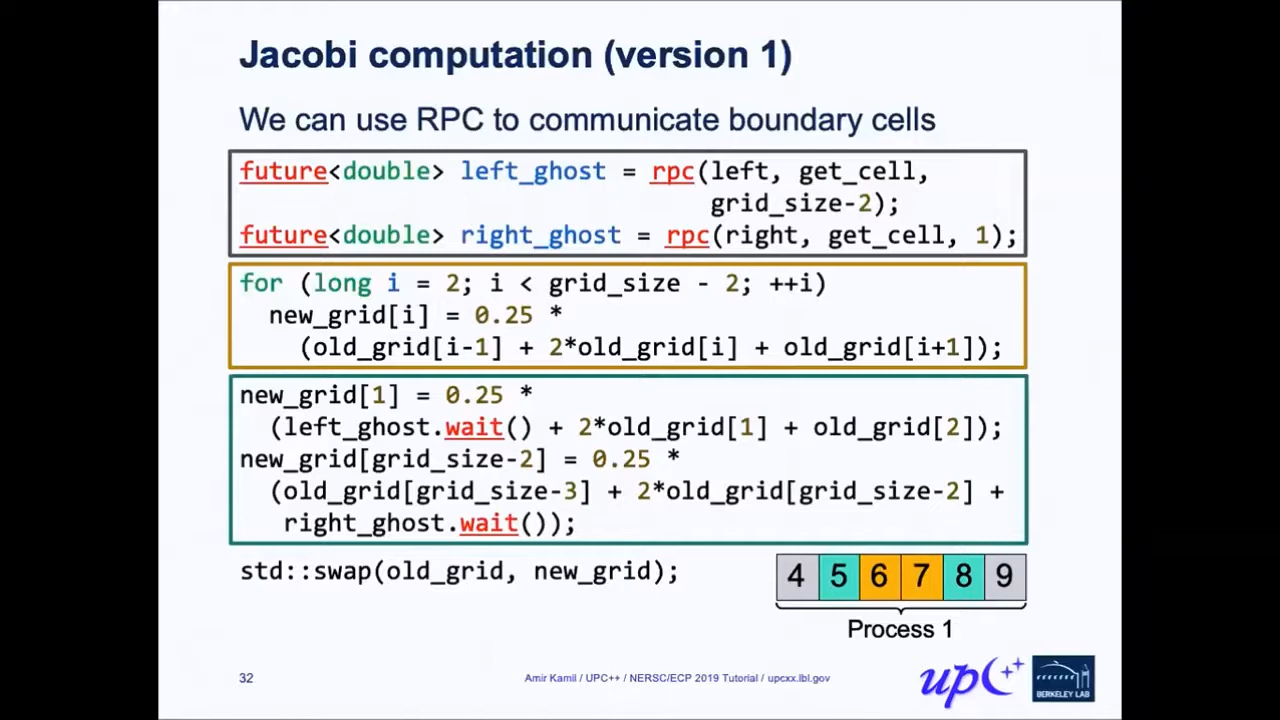 Jacobi computation (version 1)
We can use RPC to communicate boundary cells
future<double> left_ghost = rpc(left, get_cell,
grid_size-2);
future<double> right_ghost = rpc(right, get_cell, 1);
for (long i = 2; i < grid_size - 2; ++i)
new_grid[i] = 0.25 *
(old_grid[i-1] + 2*old_grid[i] + old_grid[i+1]);
new_grid[1] = 0.25 *
(left_ghost.wait() + 2*old_grid[1] + old_grid[2]);
new_grid[grid_size-2] = 0.25 *
(old_grid[grid_size-3] + 2*old_grid[grid_size-2] +
right_ghost.wait());
std::swap(old_grid, new_grid);
4 5 6 7 8 9
Process 1
32
Amir Kamil / UPC++ / NERSC/ECP 2019 Tutorial / upcxx.lbl.gov
upC++
BERKELEY LAB